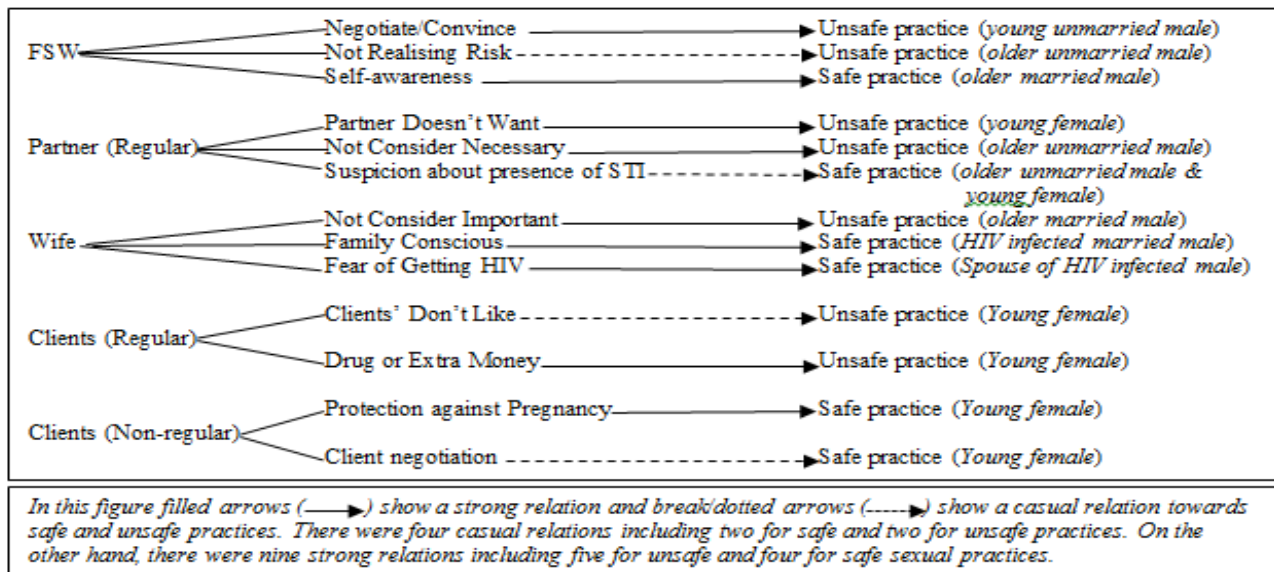 Negotiate/Convince Unsafe practice (young unmarried male)
FSW Not Realising Risk Unsafe practice (older unmarried male)
Self-awareness Safe practice (older married male)
Partner Doesn't Want Unsafe practice (young female)
Partner (Regular) Not Consider Necessary Unsafe practice (older unmarried male)
Suspicion about presence of STI Safe practice (older unmarried male &
young female)
Not Consider Important Unsafe practice (older married male)
Wife Family Conscious Safe practice (HIV infected married male)
Fear of Getting HIV Safe practice (Spouse of HIV infected male)
Clients' Don't Like Unsafe practice (Young female)
Clients (Regular)
Drug or Extra Money Unsafe practice (Young female)
Protection against Pregnancy Safe practice (Young female)
Clients (Non-regular)
Client negotiation Safe practice (Young female)
In this figure filled arrows (→) show a strong relation and break/dotted arrows (----→) show a casual relation towards
safe and unsafe practices. There were four casual relations including two for safe and two for unsafe practices. On the
other hand, there were nine strong relations including five for unsafe and four for safe sexual practices.